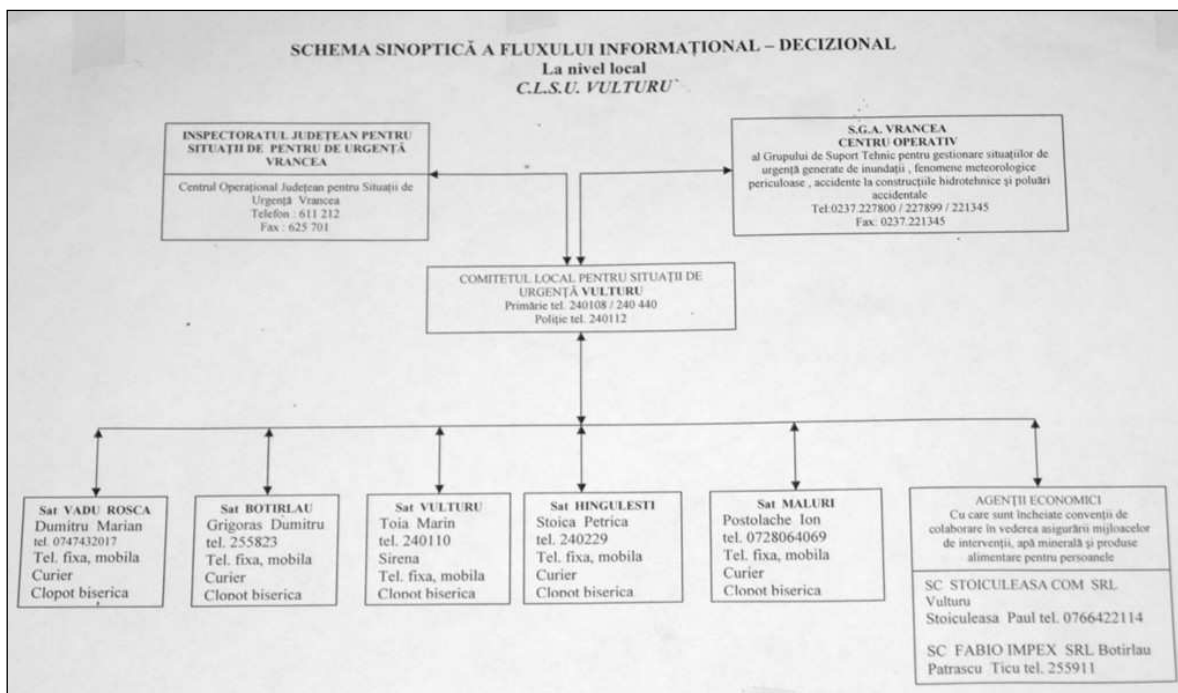 SCHEMA SINOPTICĂ A FLUXULUI INFORMAȚIONAL – DECIZIONAL
La nivel local
C.L.S.U. VULTURU
INSPECTORATUL JUDEȚEAN PENTRU
SITUAȚII DE PENTRU DE URGENȚĂ
VRANCEA
Centrul Operațional Județean pentru Situații de
Urgență Vrancea
Telefon : 611 212
Fax : 625 701
S.G.A. VRANCEA
CENTRU OPERATIV
al Grupului de Suport Tehnic pentru gestionare situațiilor de
urgență generate de inundații , fenomene meteorologice
periculoase , accidente la construcțiile hidrotehnice și poluări
accidentale
Tel:0237.227800 / 227899 / 221345
Fax: 0237.221345
COMITETUL LOCAL PENTRU SITUAȚII DE
URGENȚĂ VULTURU
Primărie tel. 240108 / 240 440
Poliție tel. 240112
Sat VADU ROSCA
Dumitru Marian
tel. 0747432017
Tel. fixa, mobila
Curier
Clopot biserica
Sat BOTIRLAU
Grigoras Dumitru
tel. 255823
Tel. fixa, mobila
Curier
Clopot biserica
Sat VULTURU
Toia Marin
tel. 240110
Sirena
Tel. fixa, mobila
Curier
Clopot biserica
Sat HINGULESTI
Stoica Petrica
tel. 240229
Tel. fixa, mobila
Curier
Clopot biserica
Sat MALURI
Postolache Ion
tel. 0728064069
Tel. fixa, mobila
Curier
Clopot biserica
AGENȚII ECONOMICI
Cu care sunt încheiate convenții de
colaborare în vederea asigurării mijloacelor
de intervenții, apă minerală și produse
alimentare pentru persoanele
SC STOICULEASA COM SRL
Vulturu
Stoiculeasa Paul tel. 0766422114
SC FABIO IMPEX SRL Botirlau
Patrascu Ticu tel. 255911